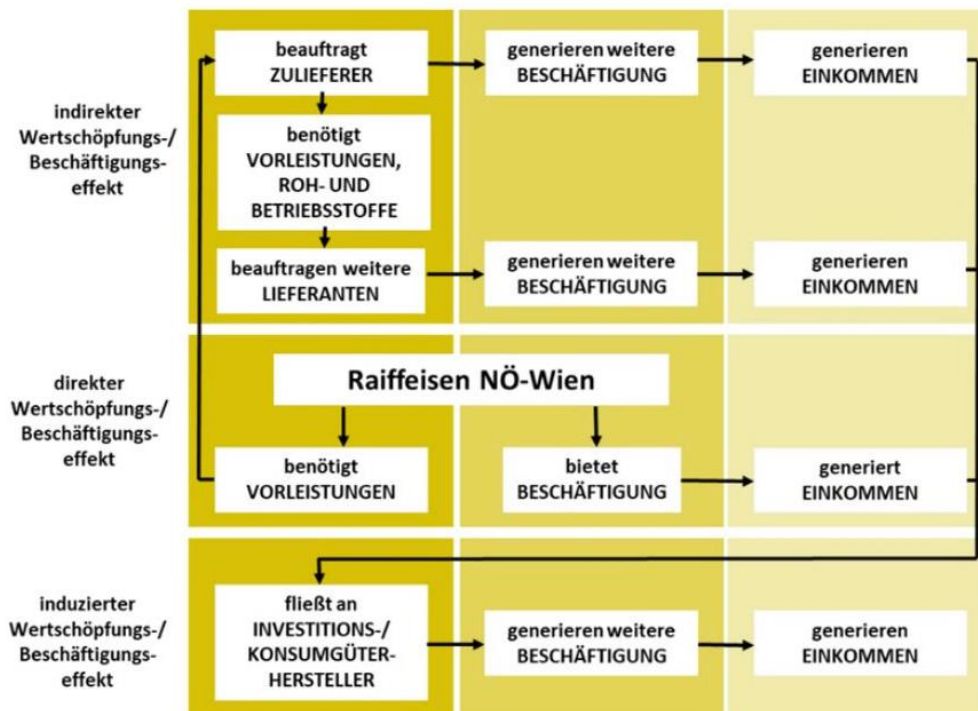 beauftragt
ZULIEFERER
generieren weitere
BESCHÄFTIGUNG
generieren
EINKOMMEN
indirekter
Wertschöpfungs-/
Beschäftigungs-
effekt
benötigt
VORLEISTUNGEN,
ROH- UND
BETRIEBSSTOFFE
beauftragen weitere
LIEFERANTEN
generieren weitere
BESCHÄFTIGUNG
generieren
EINKOMMEN
direkter
Wertschöpfungs-/
Beschäftigungs-
effekt
Raiffeisen NÖ-Wien
benötigt
VORLEISTUNGEN
bietet
BESCHÄFTIGUNG
generiert
EINKOMMEN
induzierter
Wertschöpfungs-/
Beschäftigungs-
effekt
fließt an
INVESTITIONS-/
KONSUMGÜTER-
HERSTELLER
generieren weitere
BESCHÄFTIGUNG
generieren
EINKOMMEN